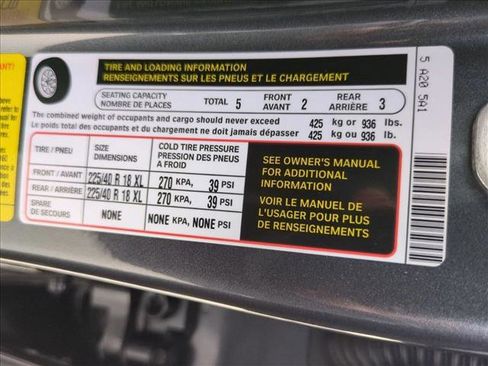 TIRE AND LOADING INFORMATION
RENSEIGNEMENTS SUR LES PNEUS ET LE CHARGEMENT
SEATING CAPACITY
NOMBRE DE PLACES
TOTAL 5
FRONT
AVANT 2
REAR
ARRIÈRE 3
The combined weight of occupants and cargo should never exceed 425 kg or 936 lbs.
Le poids total des occupants et du chargement ne doit jamais dépasser 425 kg ou 936 lb.
TIRE / PNEU
SIZE
DIMENSIONS
COLD TIRE PRESSURE
PRESSION DES PNEUS
A FROID
FRONT / AVANT 225/40 R 18 XL 270 KPA, 39 PSI
REAR / ARRIÈRE 225/40 R 18 XL 270 KPA, 39 PSI
SPARE
DE SECOURS NONE NONE KPA, NONE PSI
SEE OWNER'S MANUAL
FOR ADDITIONAL
INFORMATION
VOIR LE MANUEL DE
L'USAGER POUR PLUS
DE RENSEIGNEMENTS
5 A20 5A1